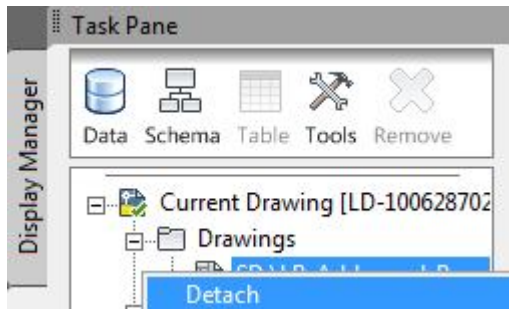 Task Pane
Display Manager
Data Schema Table Tools Remove
Current Drawing [LD-100628702
Drawings
Detach